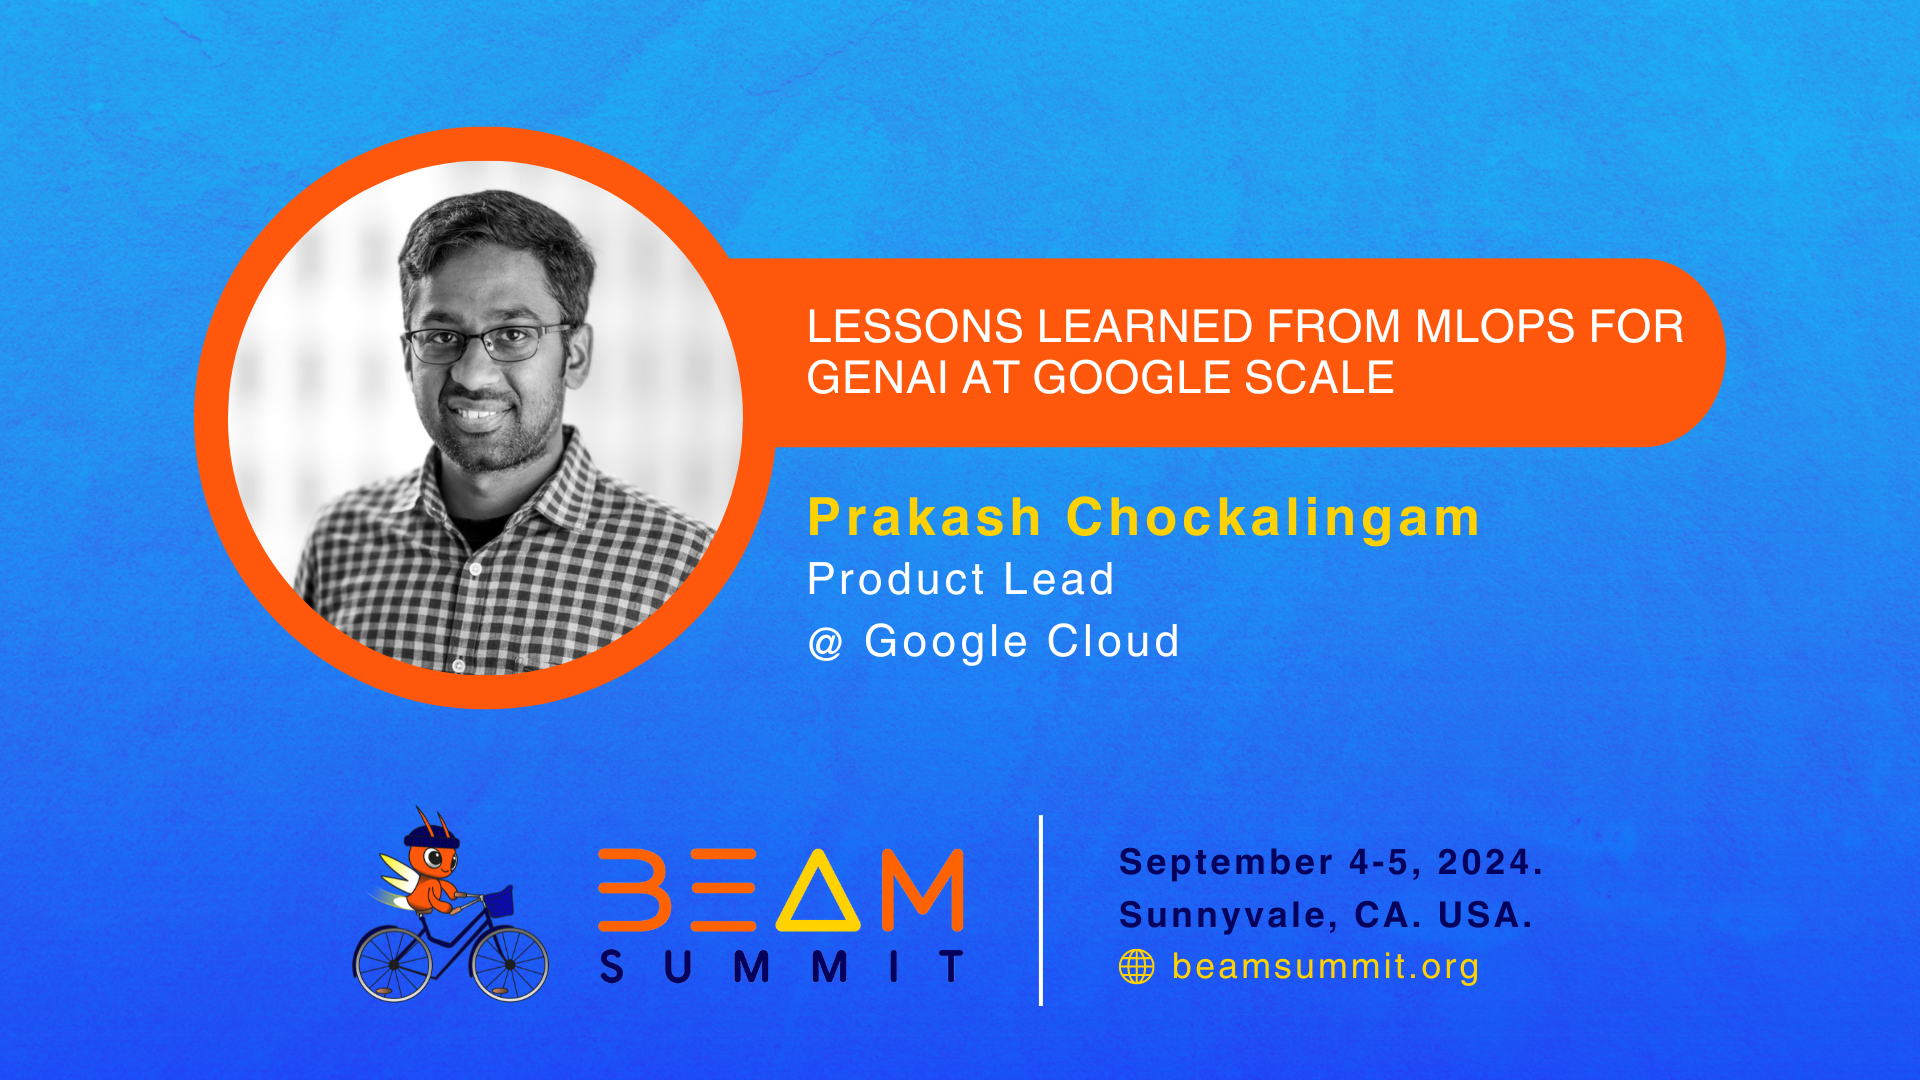 LESSONS LEARNED FROM MLOPS FOR
GENAI AT GOOGLE SCALE
Prakash Chockalingam
Product Lead
@ Google Cloud
BEAM
SUMMIT
September 4-5, 2024.
Sunnyvale, CA. USA.
beamsummit.org